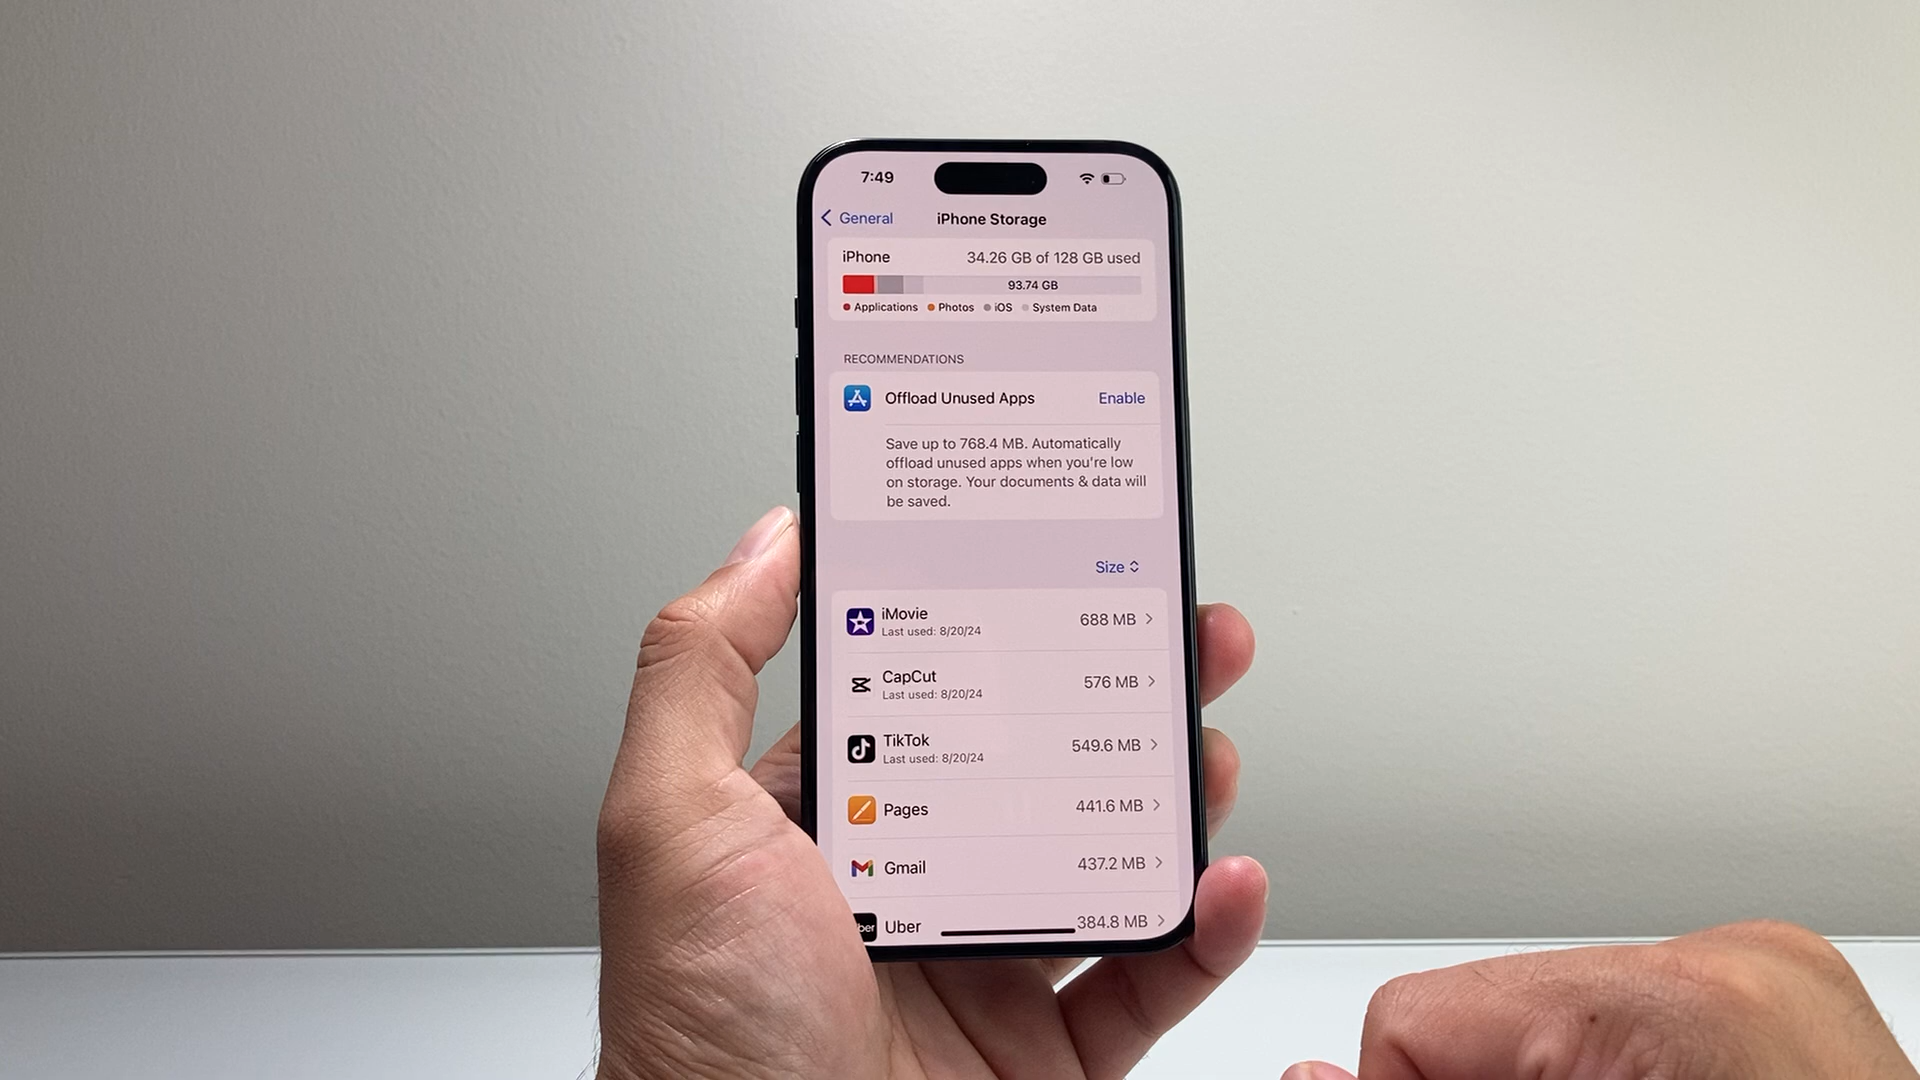 7:49
General
iPhone Storage
iPhone
34.26 GB of 128 GB used
93.74 GB
Applications Photos iOS System Data
RECOMMENDATIONS
Offload Unused Apps
Enable
Save up to 768.4 MB. Automatically
offload unused apps when you're low
on storage. Your documents & data will
be saved.
Size
iMovie
688 MB
Last used: 8/20/24
CapCut
576 MB
Last used: 8/20/24
TikTok
549.6 MB
Last used: 8/20/24
Pages
441.6 MB
Gmail
437.2 MB
ber
Uber
384.8 MB